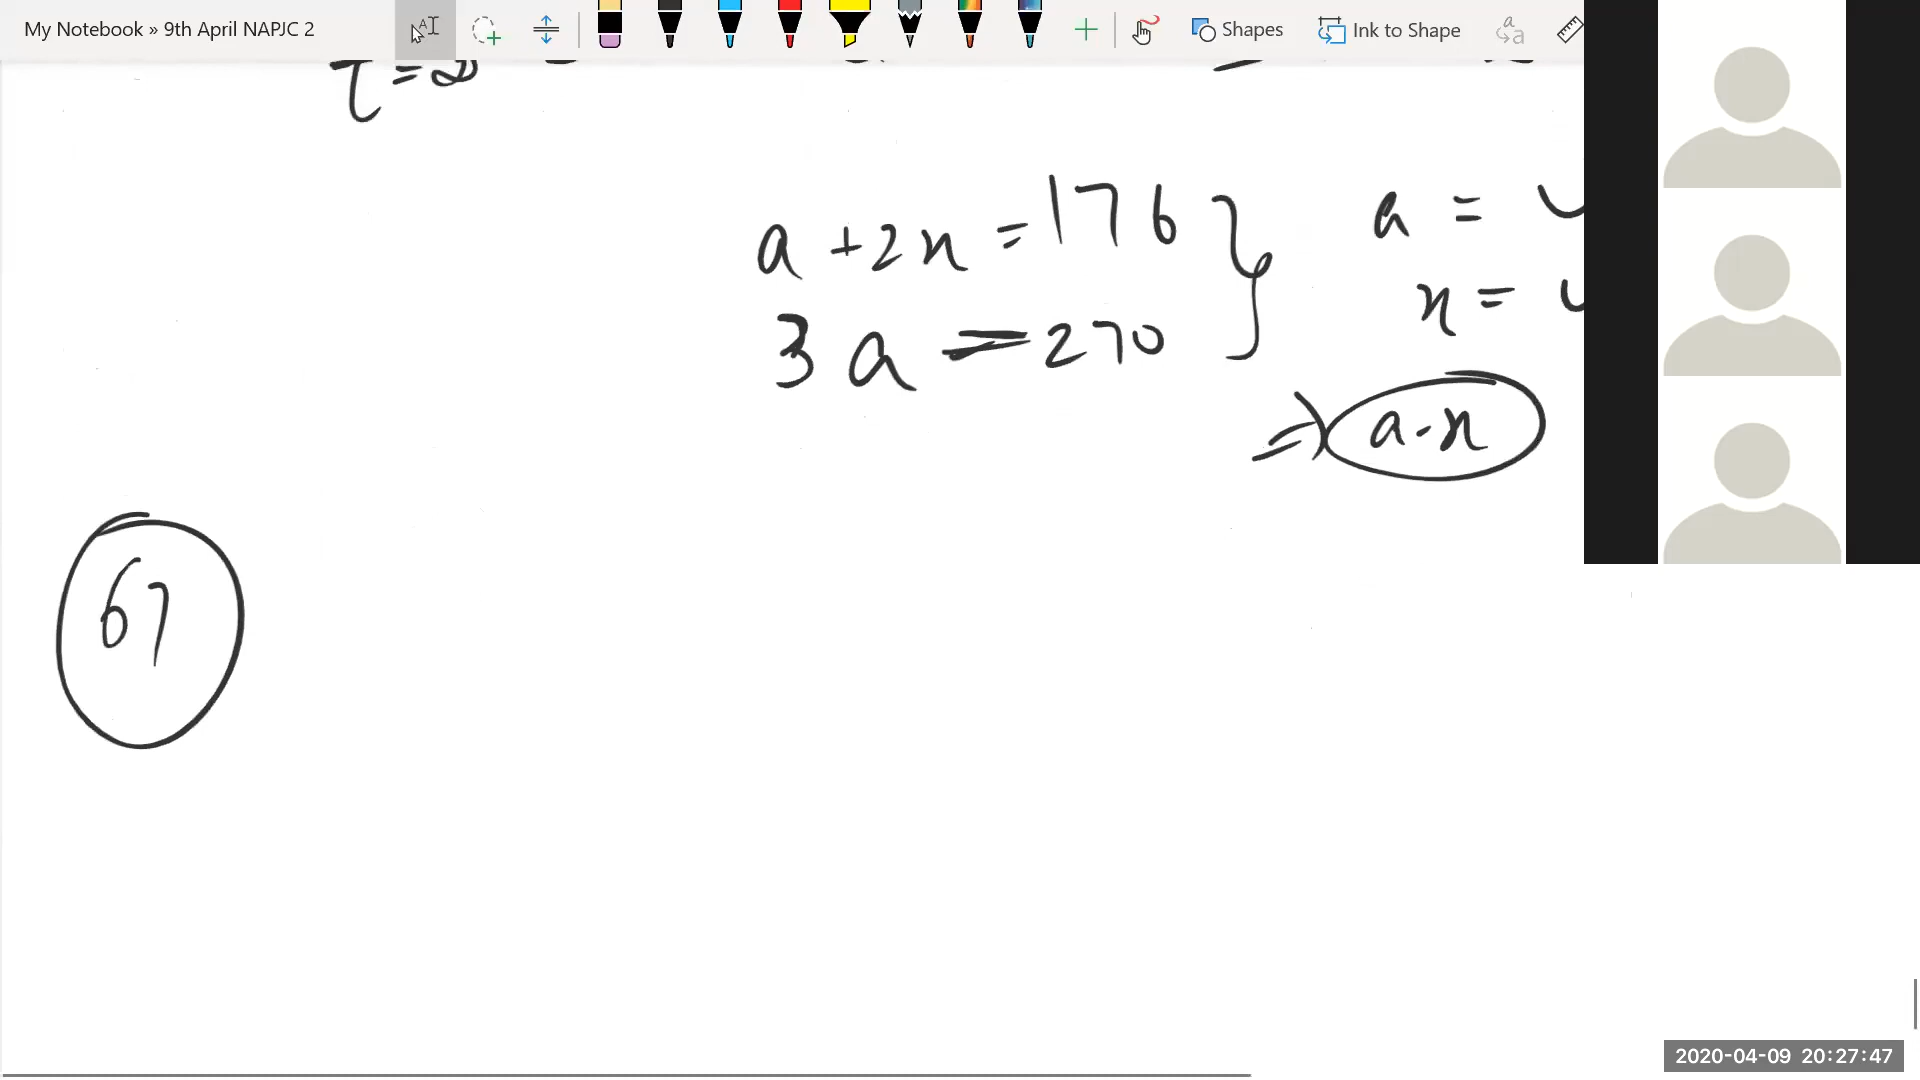 My Notebook » 9th April NAPJC 2
Shapes
Ink to Shape
a + 2x = 176
3a = 270
a =
x =
⇒ a - x
67
2020-04-09 20:27:47